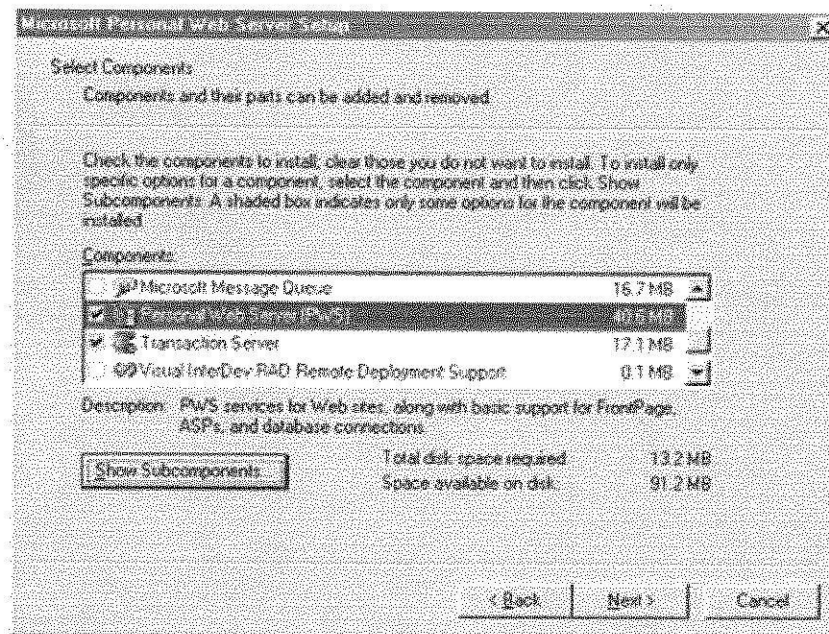 Microsoft Personal Web Server Setup
Select Components
Components and their parts can be added and removed
Check the components to install, clear those you do not want to install. To install only
specific options for a component, select the component and then click Show
Subcomponents. A shaded box indicates only some options for the component will be
installed
Components:
Microsoft Message Queue 16.7 MB
Personal Web Server (PWS)
Transaction Server 17.1 MB
Visual InterDev RAD Remote Deployment Support 0.1 MB
Description: PWS services for Web sites, along with basic support for FrontPage,
ASPs, and database connections
Show Subcomponents
Total disk space required 13.2 MB
Space available on disk 91.2 MB
< Back
Next >
Cancel